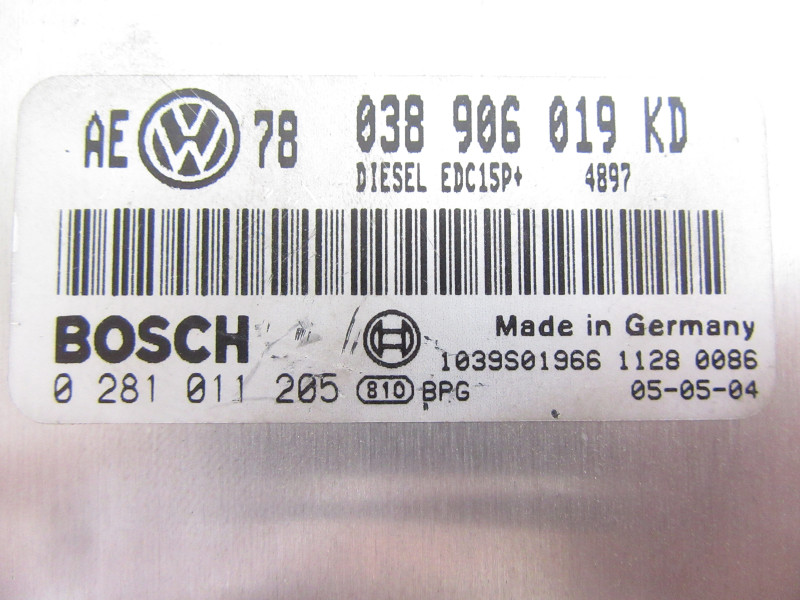 AE VW 78 038 906 019 KD
DIESEL EDC15P+ 4897
BOSCH Made in Germany
1039S01966 1128 0086
0 281 011 205 810 BPG 05-05-04